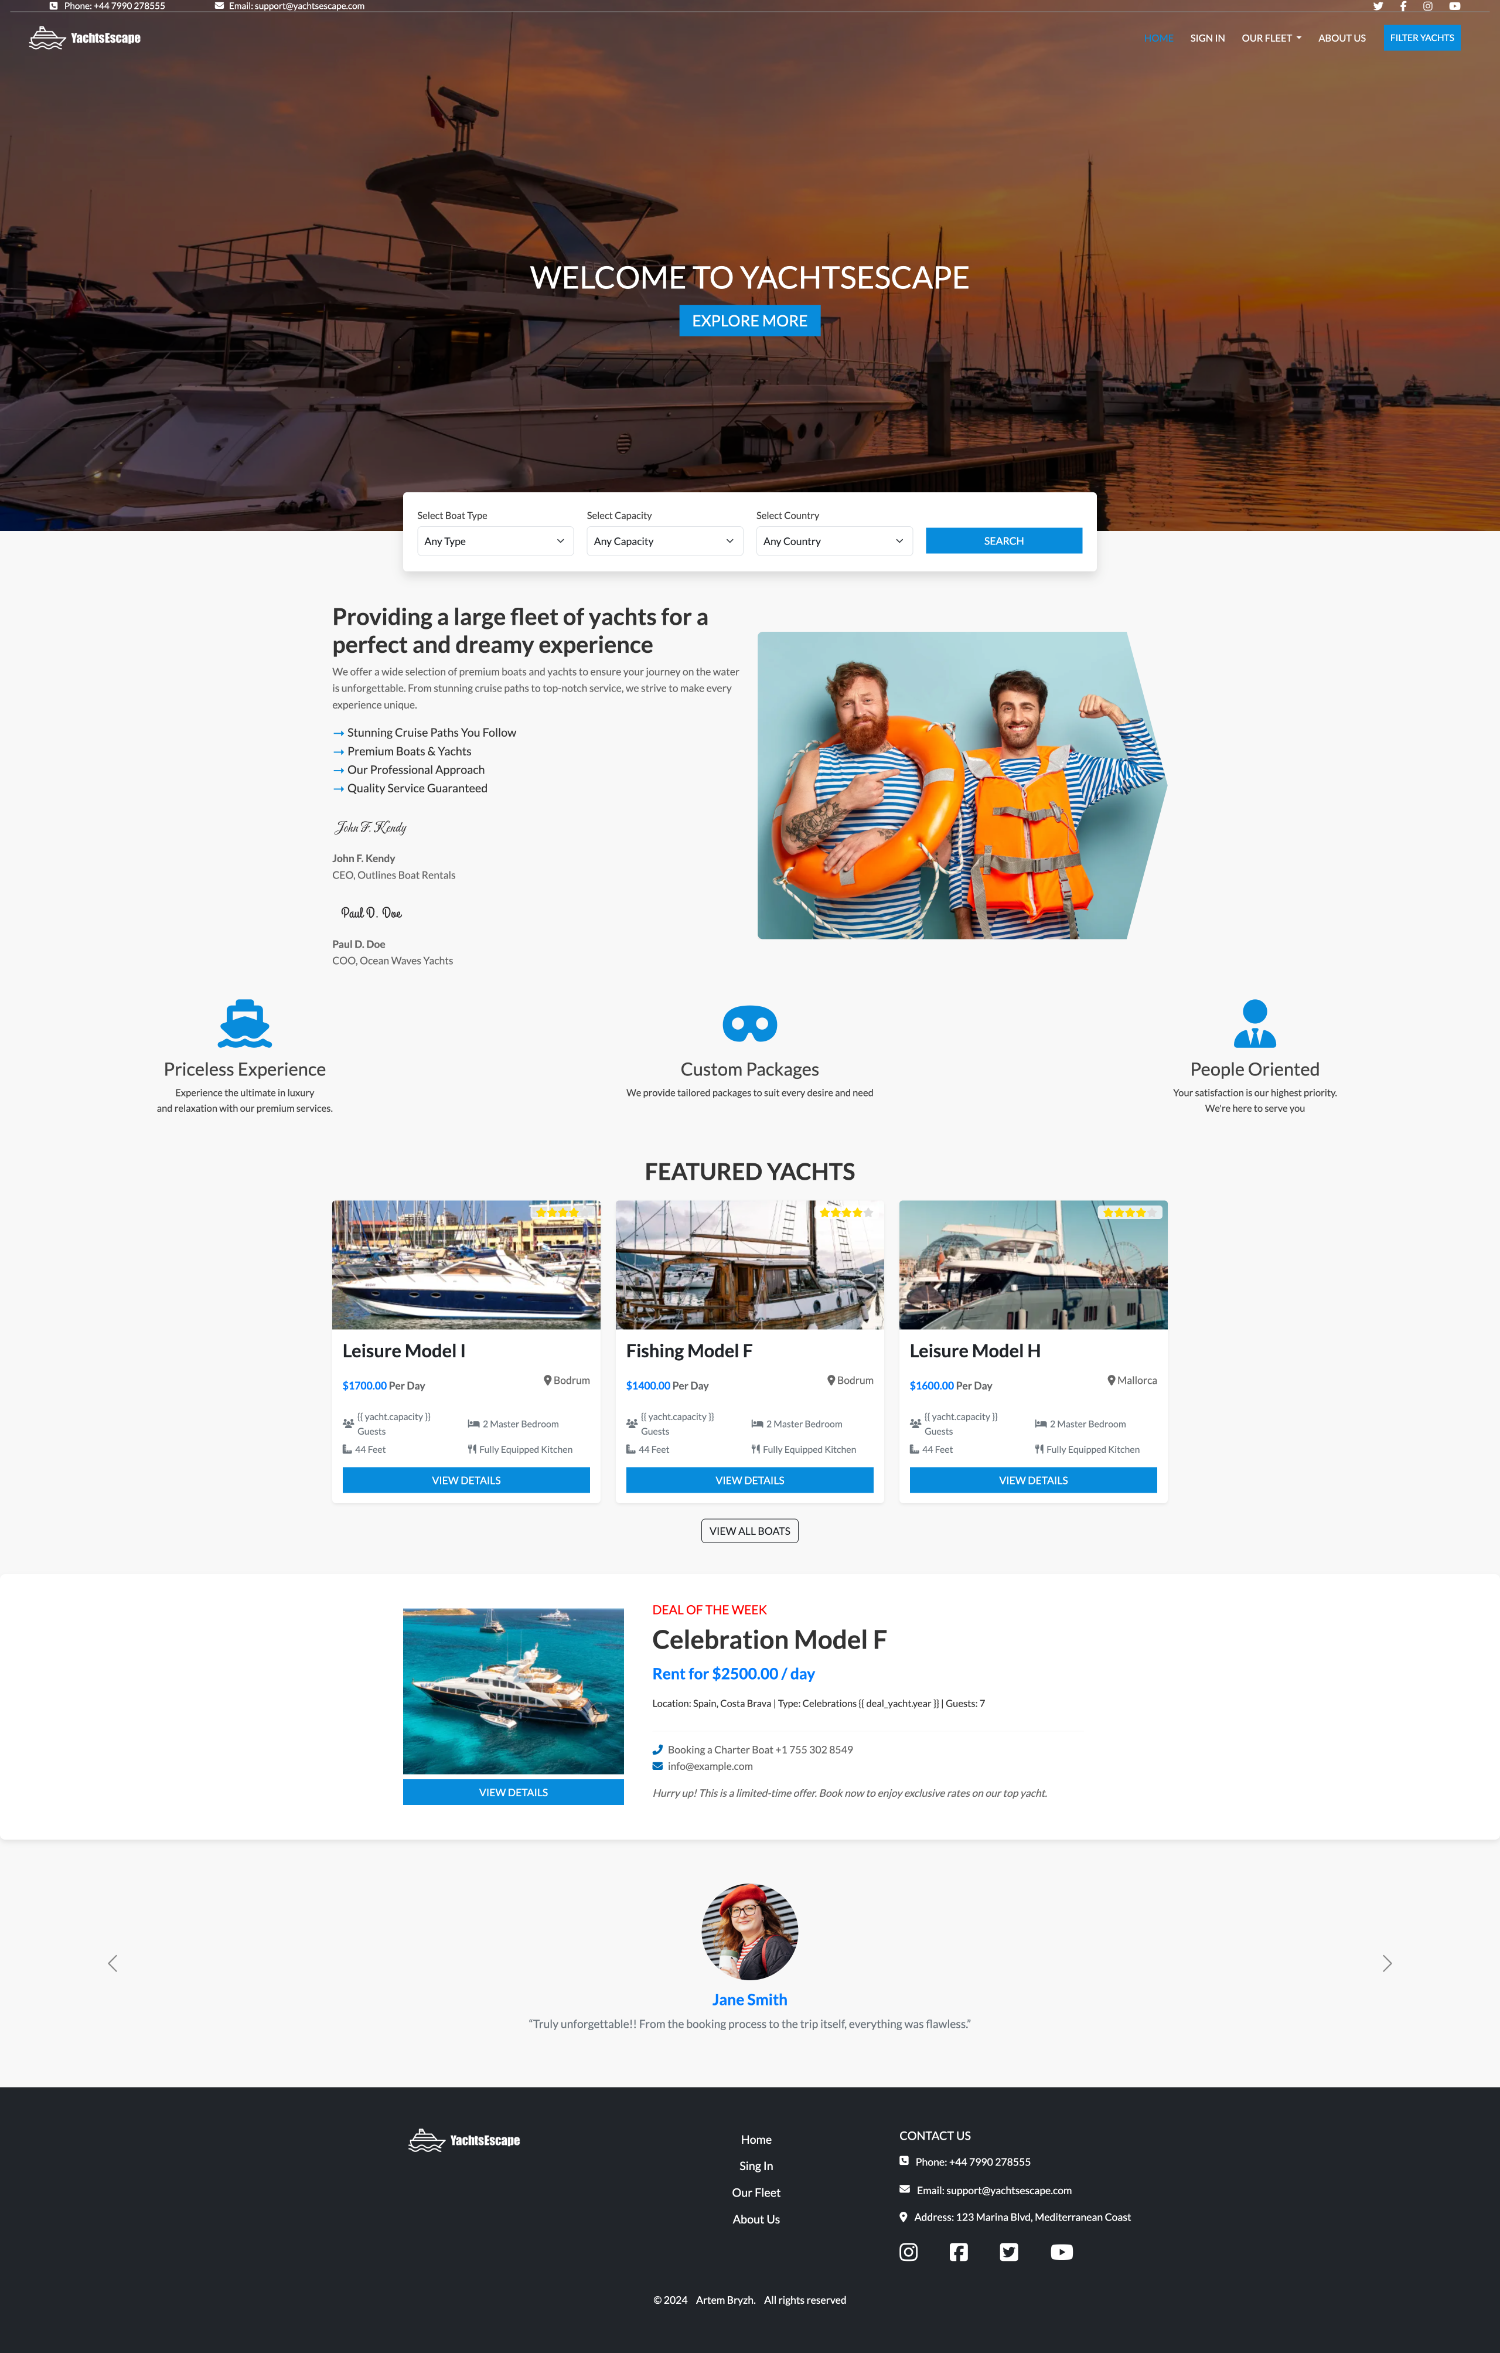 Phone: +44 7990 278555
Email: support@yachtsescape.com
YachtsEscape
HOME
SIGN IN
OUR FLEET
ABOUT US
FILTER YACHTS
WELCOME TO YACHTSESCAPE
EXPLORE MORE
Select Boat Type
Select Capacity
Select Country
Any Type
Any Capacity
Any Country
SEARCH
Providing a large fleet of yachts for a
perfect and dreamy experience
We offer a wide selection of premium boats and yachts to ensure your journey on the water
is unforgettable. From stunning cruise paths to top-notch service, we strive to make every
experience unique.
→ Stunning Cruise Paths You Follow
→ Premium Boats & Yachts
→ Our Professional Approach
→ Quality Service Guaranteed
John F. Kendy
John F. Kendy
CEO, Outlines Boat Rentals
Paul D. Doe
Paul D. Doe
COO, Ocean Waves Yachts
Priceless Experience
Experience the ultimate in luxury
and relaxation with our premium services.
Custom Packages
We provide tailored packages to suit every desire and need
People Oriented
Your satisfaction is our highest priority.
We're here to serve you
FEATURED YACHTS
Leisure Model I
$1700.00 Per Day
Bodrum
{{ yacht.capacity }}
Guests
2 Master Bedroom
44 Feet
Fully Equipped Kitchen
VIEW DETAILS
Fishing Model F
$1400.00 Per Day
Bodrum
{{ yacht.capacity }}
Guests
2 Master Bedroom
44 Feet
Fully Equipped Kitchen
VIEW DETAILS
Leisure Model H
$1600.00 Per Day
Mallorca
{{ yacht.capacity }}
Guests
2 Master Bedroom
44 Feet
Fully Equipped Kitchen
VIEW DETAILS
VIEW ALL BOATS
DEAL OF THE WEEK
Celebration Model F
Rent for $2500.00 / day
Location: Spain, Costa Brava | Type: Celebrations {{ deal_yacht.year }} | Guests: 7
Booking a Charter Boat +1 755 302 8549
info@example.com
Hurry up! This is a limited-time offer. Book now to enjoy exclusive rates on our top yacht.
VIEW DETAILS
Jane Smith
“Truly unforgettable!! From the booking process to the trip itself, everything was flawless.”
YachtsEscape
Home
Sing In
Our Fleet
About Us
CONTACT US
Phone: +44 7990 278555
Email: support@yachtsescape.com
Address: 123 Marina Blvd, Mediterranean Coast
© 2024 Artem Bryzh. All rights reserved